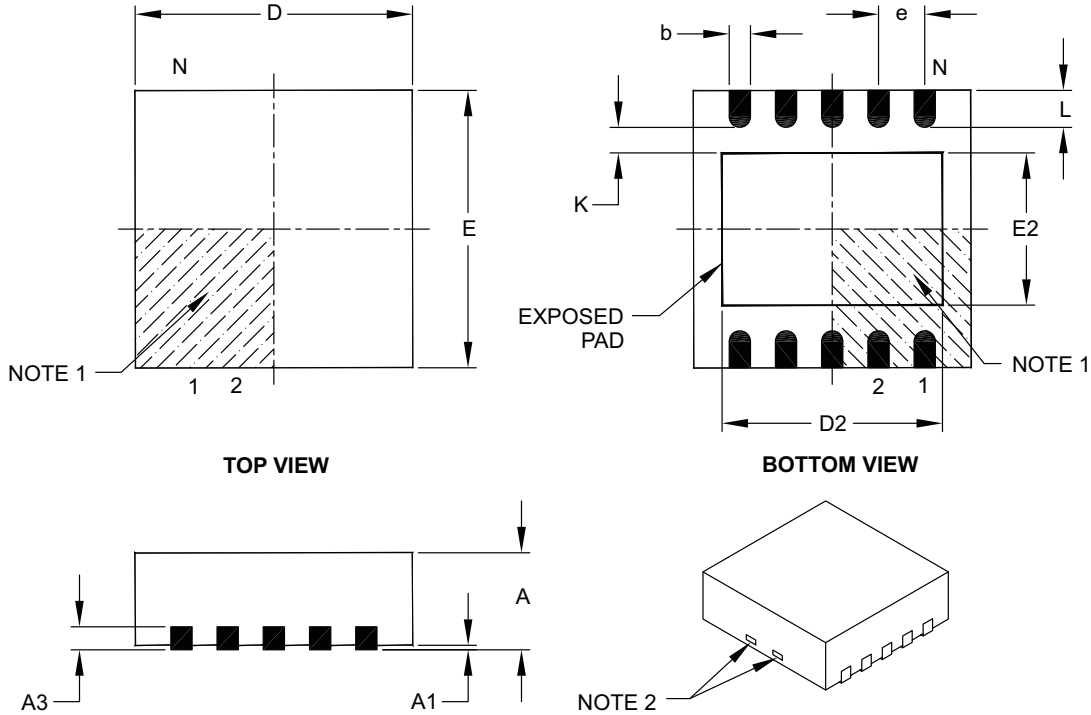 D
N
E
NOTE 1
1 2
TOP VIEW
b
e
N
L
K
E2
EXPOSED
PAD
NOTE 1
2 1
D2
BOTTOM VIEW
A
A3
A1
NOTE 2